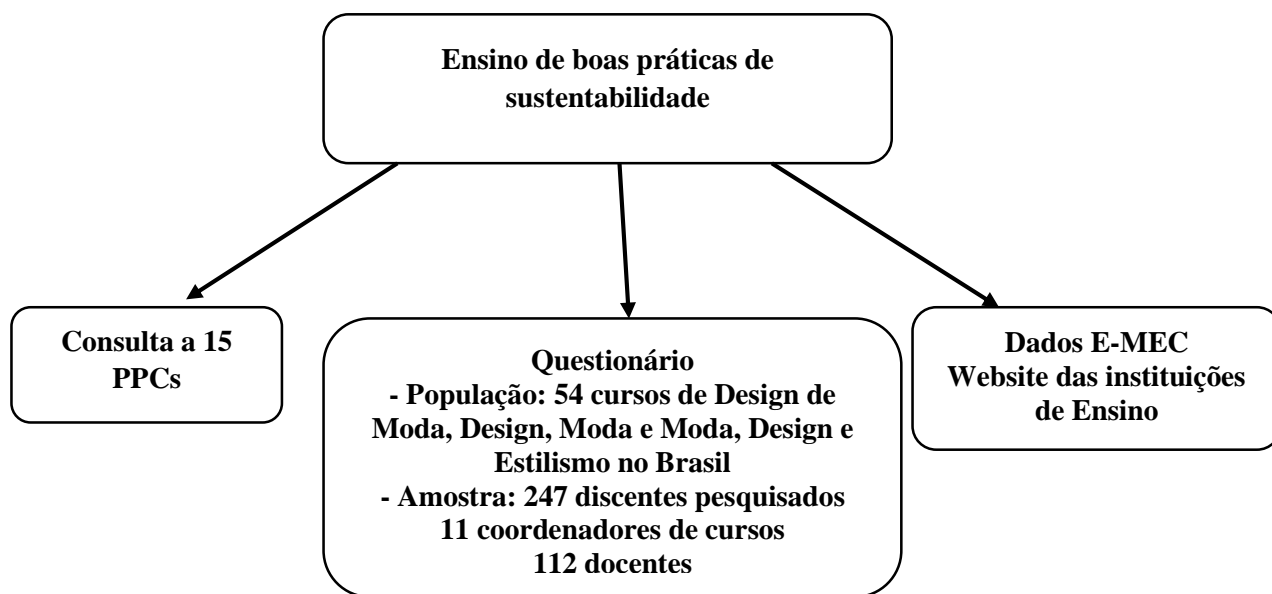 Ensino de boas práticas de
sustentabilidade
Consulta a 15
PPCs
Questionário
- População: 54 cursos de Design de
Moda, Design, Moda e Moda, Design e
Estilismo no Brasil
- Amostra: 247 discentes pesquisados
11 coordenadores de cursos
112 docentes
Dados E-MEC
Website das instituições
de Ensino